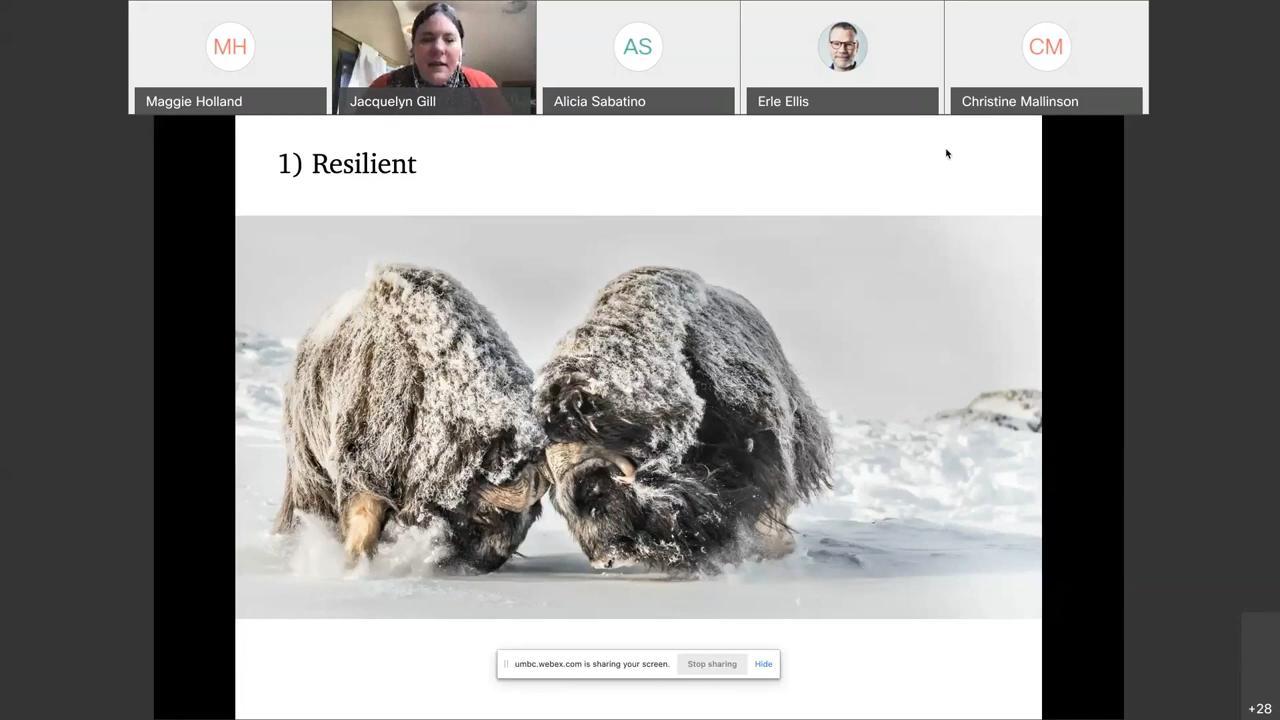 MH
AS
CM
Maggie Holland
Jacquelyn Gill
Alicia Sabatino
Erle Ellis
Christine Mallinson
1) Resilient
umbc.webex.com is sharing your screen.
Stop sharing
Hide
+28